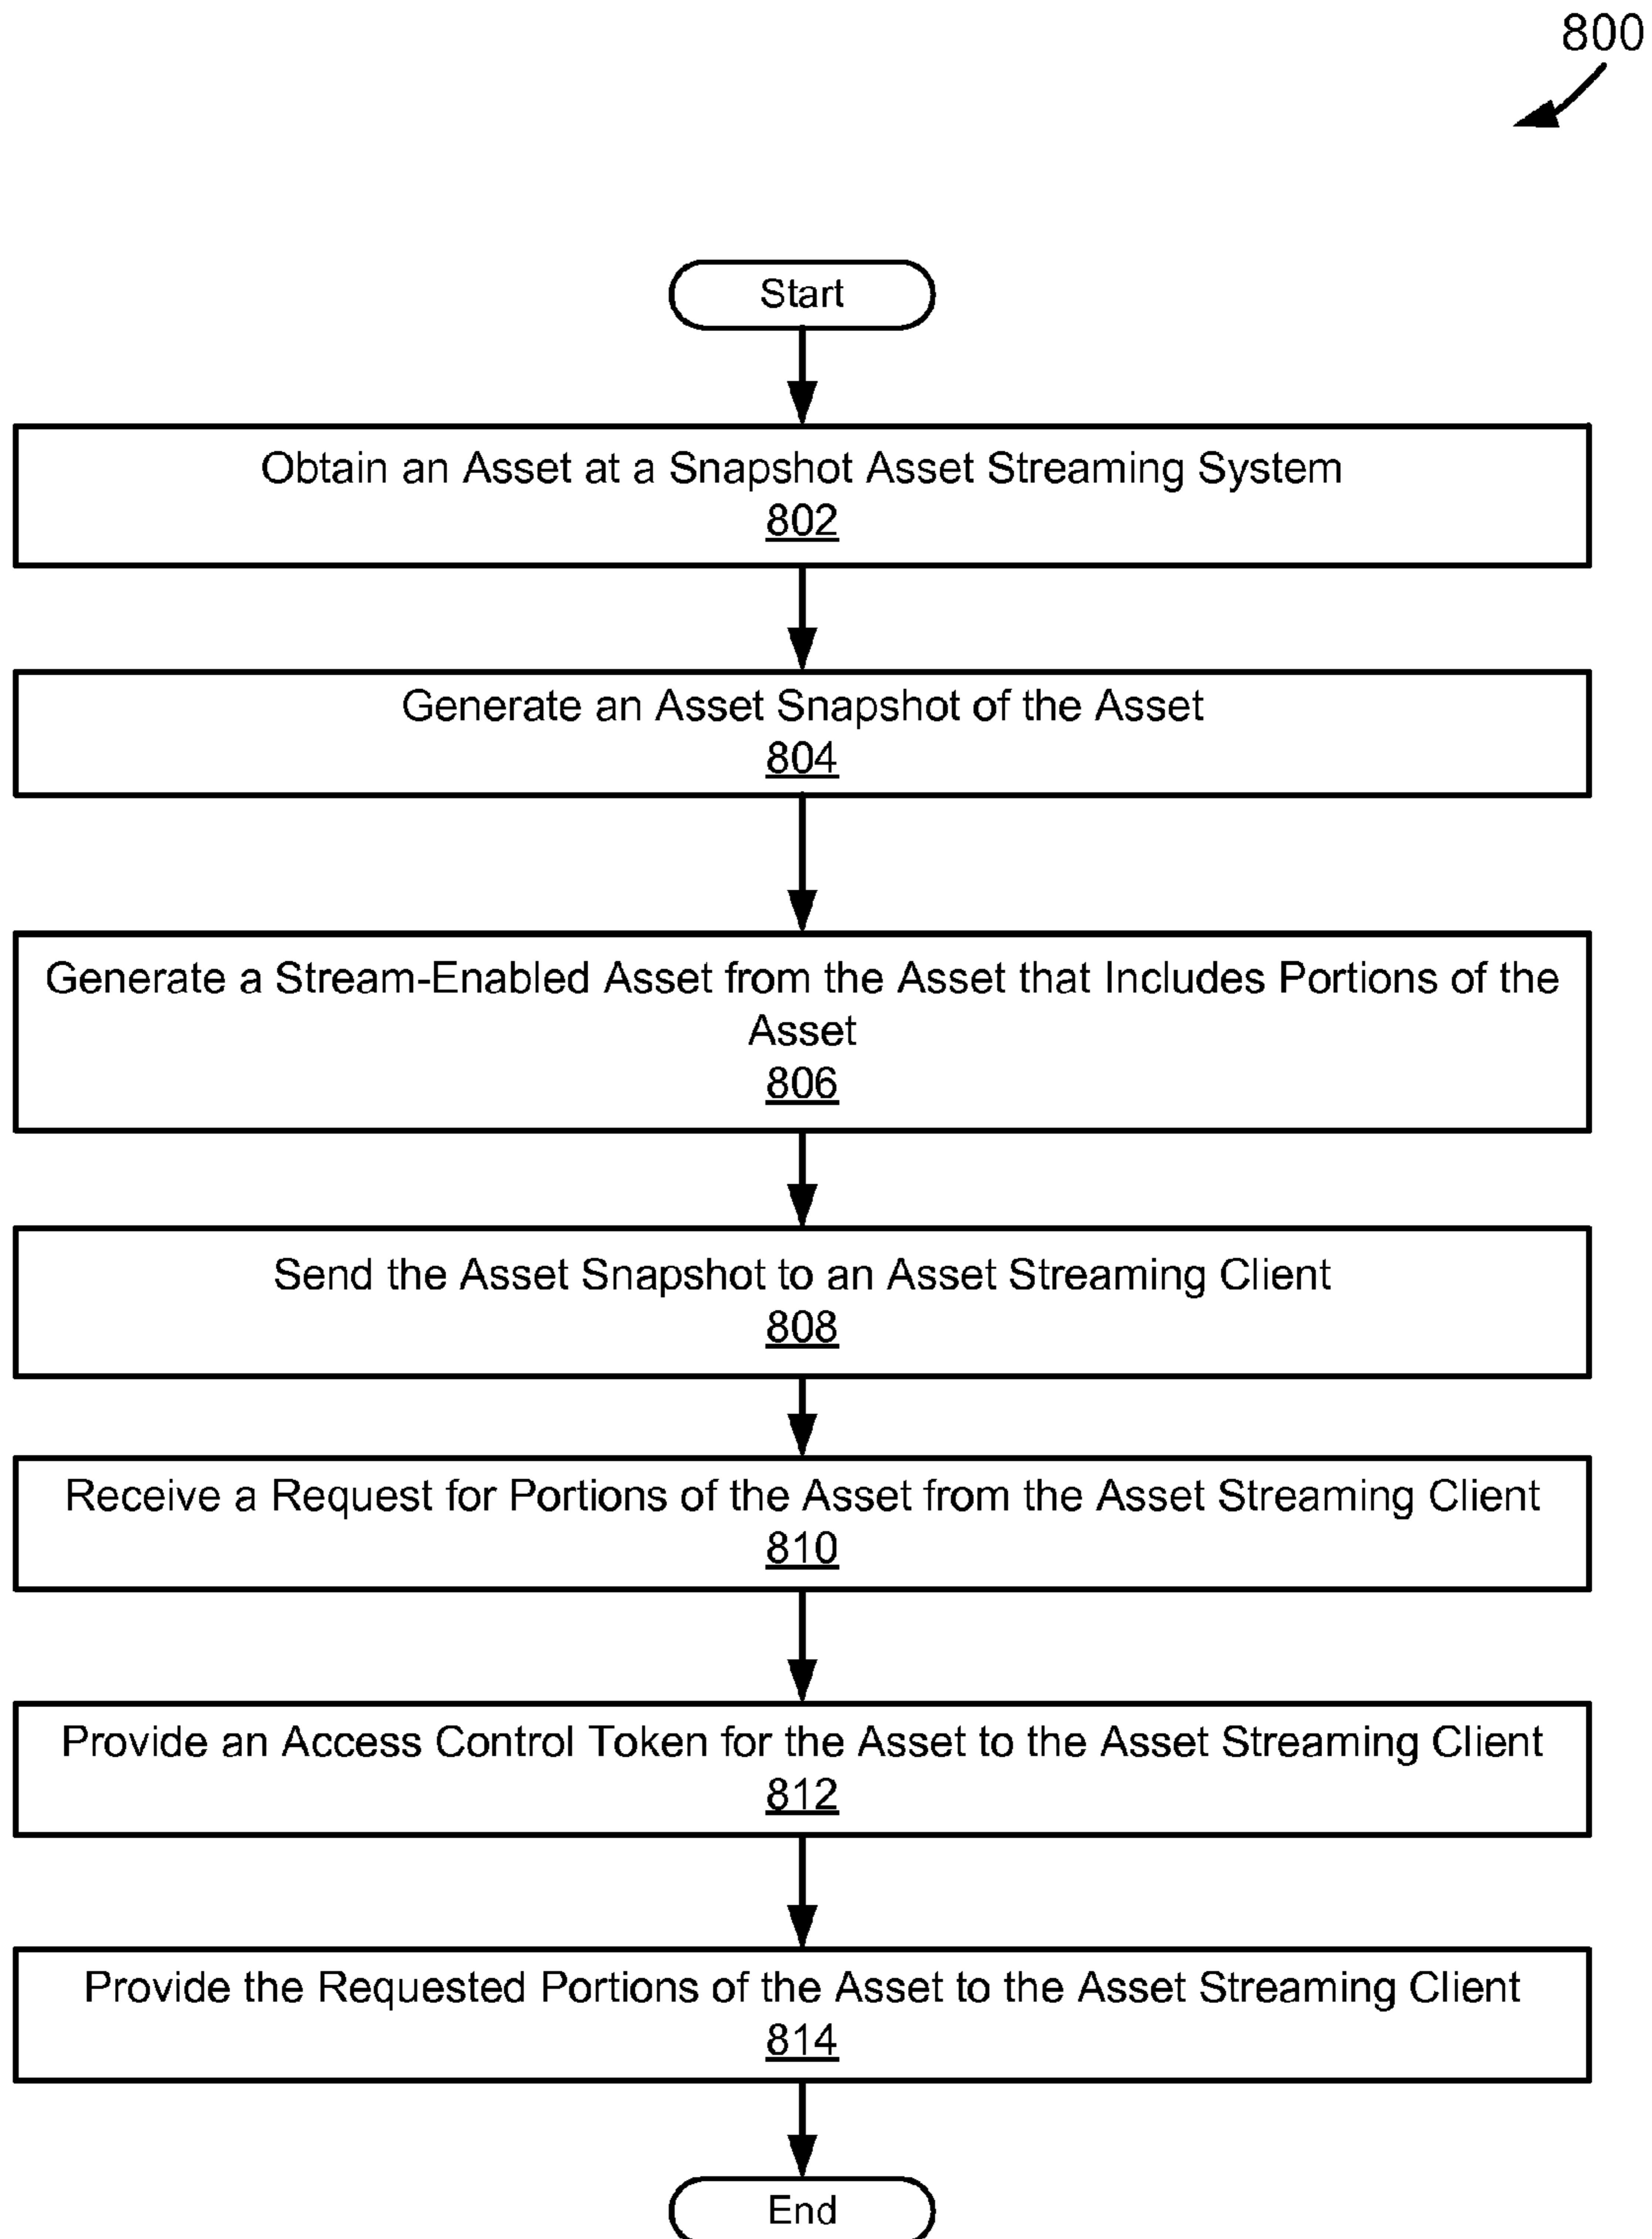 800
Start
Obtain an Asset at a Snapshot Asset Streaming System
802
Generate an Asset Snapshot of the Asset
804
Generate a Stream-Enabled Asset from the Asset that Includes Portions of the
Asset
806
Send the Asset Snapshot to an Asset Streaming Client
808
Receive a Request for Portions of the Asset from the Asset Streaming Client
810
Provide an Access Control Token for the Asset to the Asset Streaming Client
812
Provide the Requested Portions of the Asset to the Asset Streaming Client
814
End